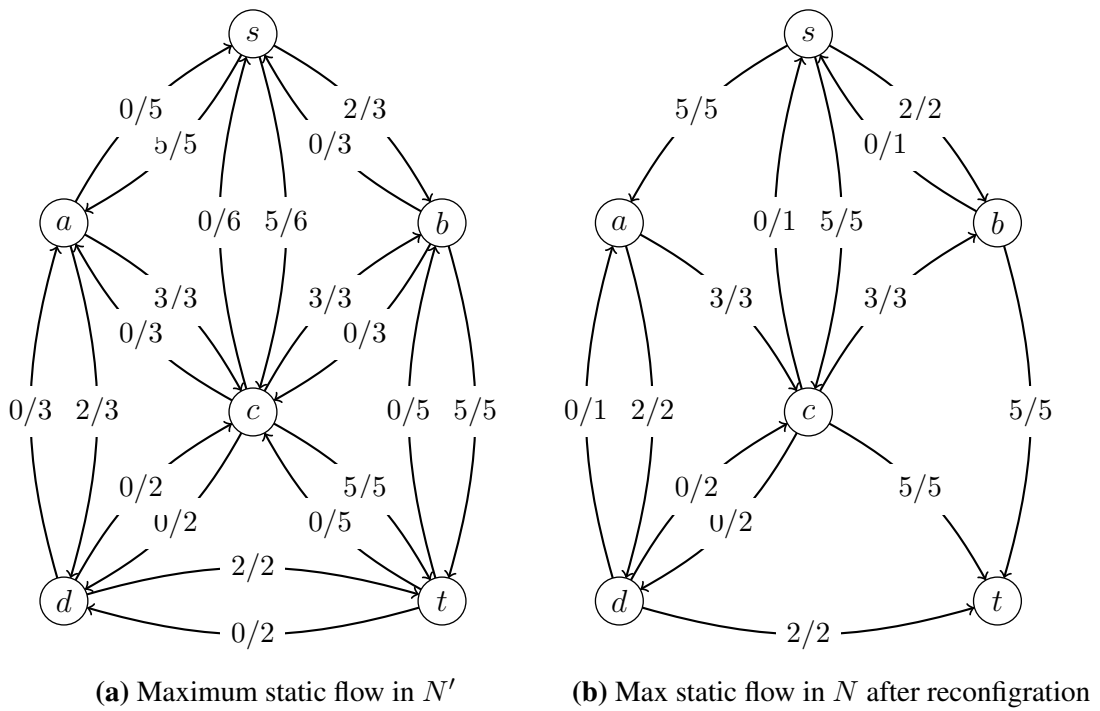 s s
0/5 2/3 5/5 2/2
5/5 0/3 0/1
a 0/6 5/6 b a 0/1 5/5 b
3/3 3/3 3/3 3/3
0/3 0/3
0/3 2/3 c 0/5 5/5 0/1 2/2 c 5/5
0/2 5/5 0/2 5/5
0/2 0/5 0/2
2/2
d t d t
0/2 2/2
(a) Maximum static flow in N′ (b) Max static flow in N after reconfigration